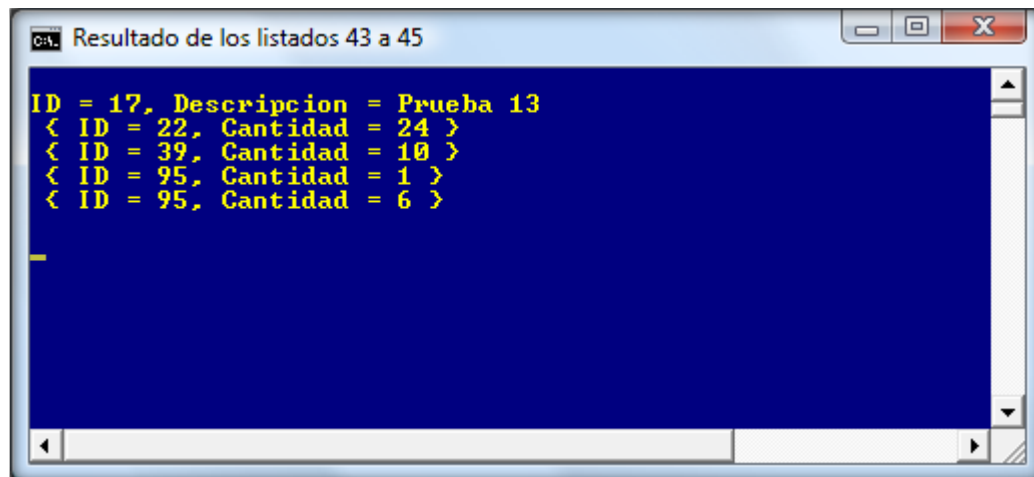 C:\.
Resultado de los listados 43 a 45
ID = 17, Descripcion = Prueba 13
{ ID = 22, Cantidad = 24 }
{ ID = 39, Cantidad = 10 }
{ ID = 95, Cantidad = 1 }
{ ID = 95, Cantidad = 6 }